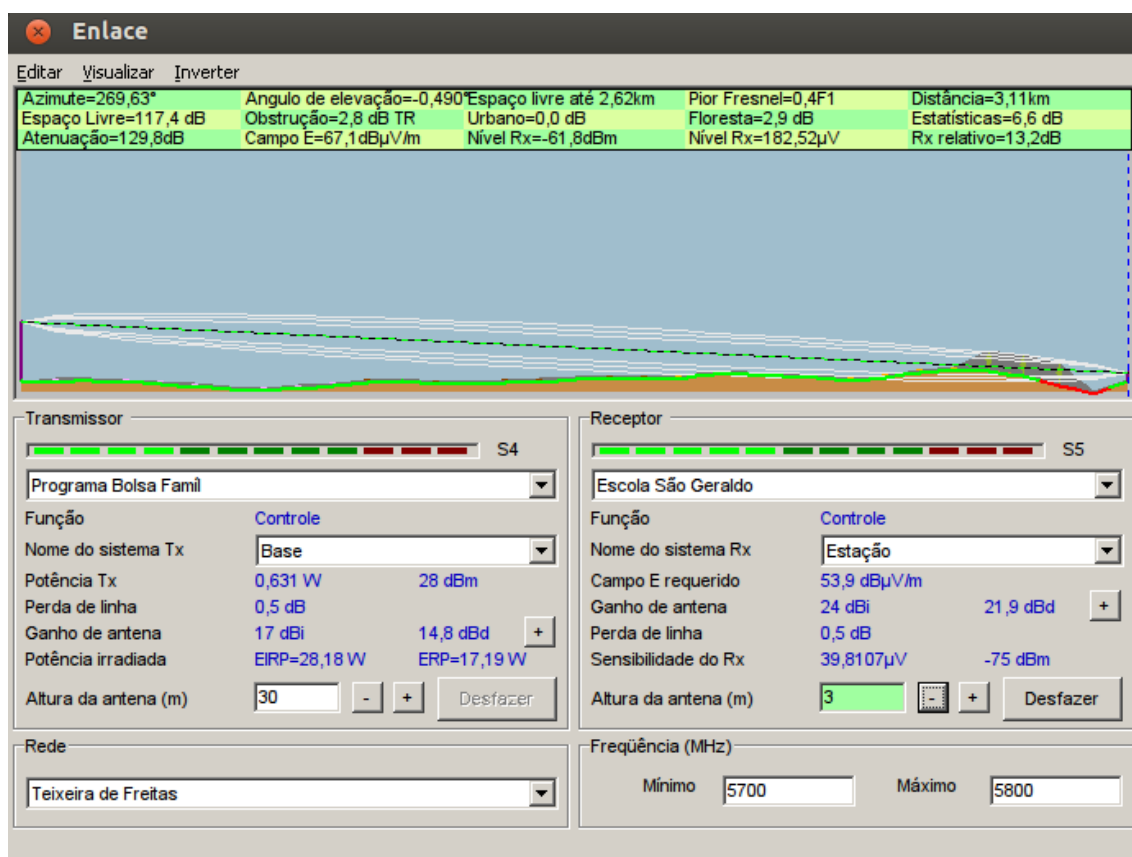 Enlace
Editar Visualizar Inverter
Azimute=269,63° Angulo de elevação=-0,490° Espaço livre até 2,62km Pior Fresnel=0,4F1 Distância=3,11km
Espaço Livre=117,4 dB Obstrução=2,8 dB TR Urbano=0,0 dB Floresta=2,9 dB Estatísticas=6,6 dB
Atenuação=129,8dB Campo E=67,1dBµV/m Nível Rx=-61,8dBm Nível Rx=182,52µV Rx relativo=13,2dB
Transmissor
S4
Programa Bolsa Famíl
Função Controle
Nome do sistema Tx Base
Potência Tx 0,631 W 28 dBm
Perda de linha 0,5 dB
Ganho de antena 17 dBi 14,8 dBd +
Potência irradiada EIRP=28,18 W ERP=17,19 W
Altura da antena (m) 30 - + Desfazer
Rede
Teixeira de Freitas
Receptor
S5
Escola São Geraldo
Função Controle
Nome do sistema Rx Estação
Campo E requerido 53,9 dBµV/m
Ganho de antena 24 dBi 21,9 dBd +
Perda de linha 0,5 dB
Sensibilidade do Rx 39,8107µV -75 dBm
Altura da antena (m) 3 - + Desfazer
Freqüência (MHz)
Mínimo 5700 Máximo 5800